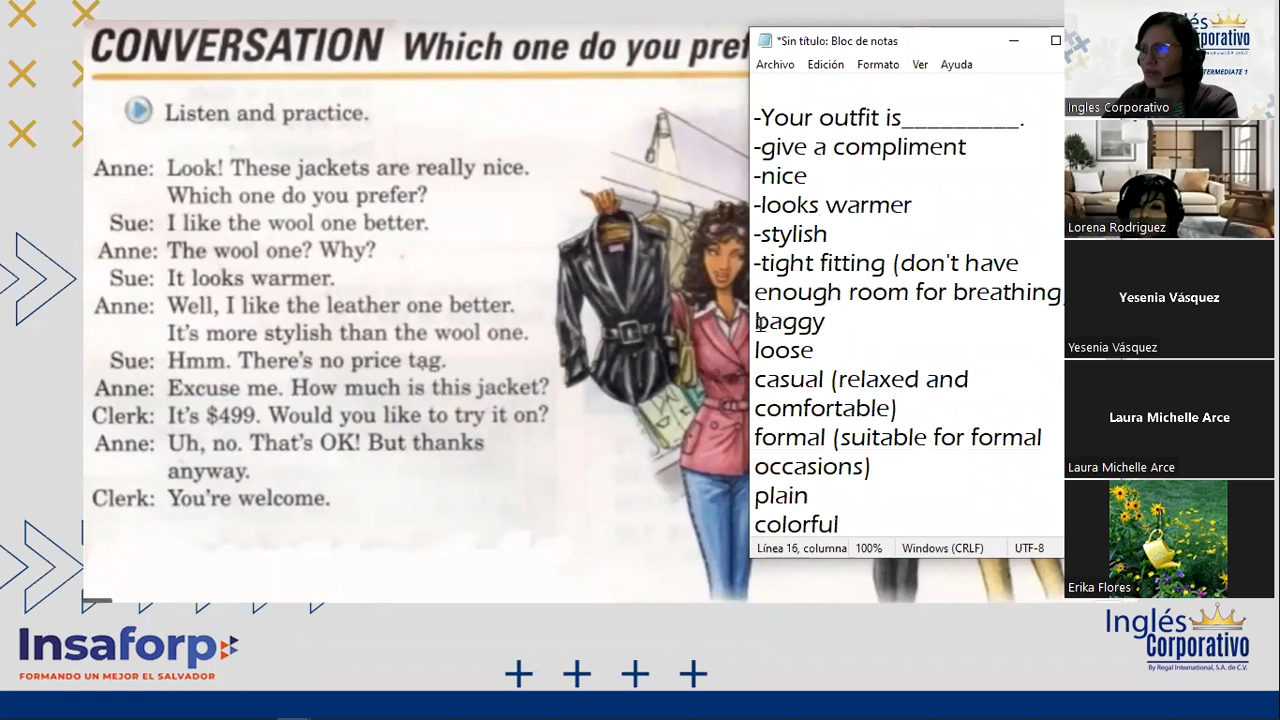 CONVERSATION Which one do you pref
Listen and practice.
Anne: Look! These jackets are really nice.
Which one do you prefer?
Sue: I like the wool one better.
Anne: The wool one? Why?
Sue: It looks warmer.
Anne: Well, I like the leather one better.
It's more stylish than the wool one.
Sue: Hmm. There's no price tag.
Anne: Excuse me. How much is this jacket?
Clerk: It's $499. Would you like to try it on?
Anne: Uh, no. That's OK! But thanks
anyway.
Clerk: You're welcome.
*Sin título: Bloc de notas
Archivo Edición Formato Ver Ayuda
-Your outfit is__________.
-give a compliment
-nice
-looks warmer
-stylish
-tight fitting (don't have
enough room for breathing,
baggy
loose
casual (relaxed and
comfortable)
formal (suitable for formal
occasions)
plain
colorful
Línea 16, columna 100% Windows (CRLF) UTF-8
Ingles Corporativo
Lorena Rodriguez
Yesenia Vásquez
Yesenia Vásquez
Laura Michelle Arce
Laura Michelle Arce
Erika Flores
Insaforp
FORMANDO UN MEJOR EL SALVADOR
Inglés
Corporativo
By Regal International, S.A. de C.V.